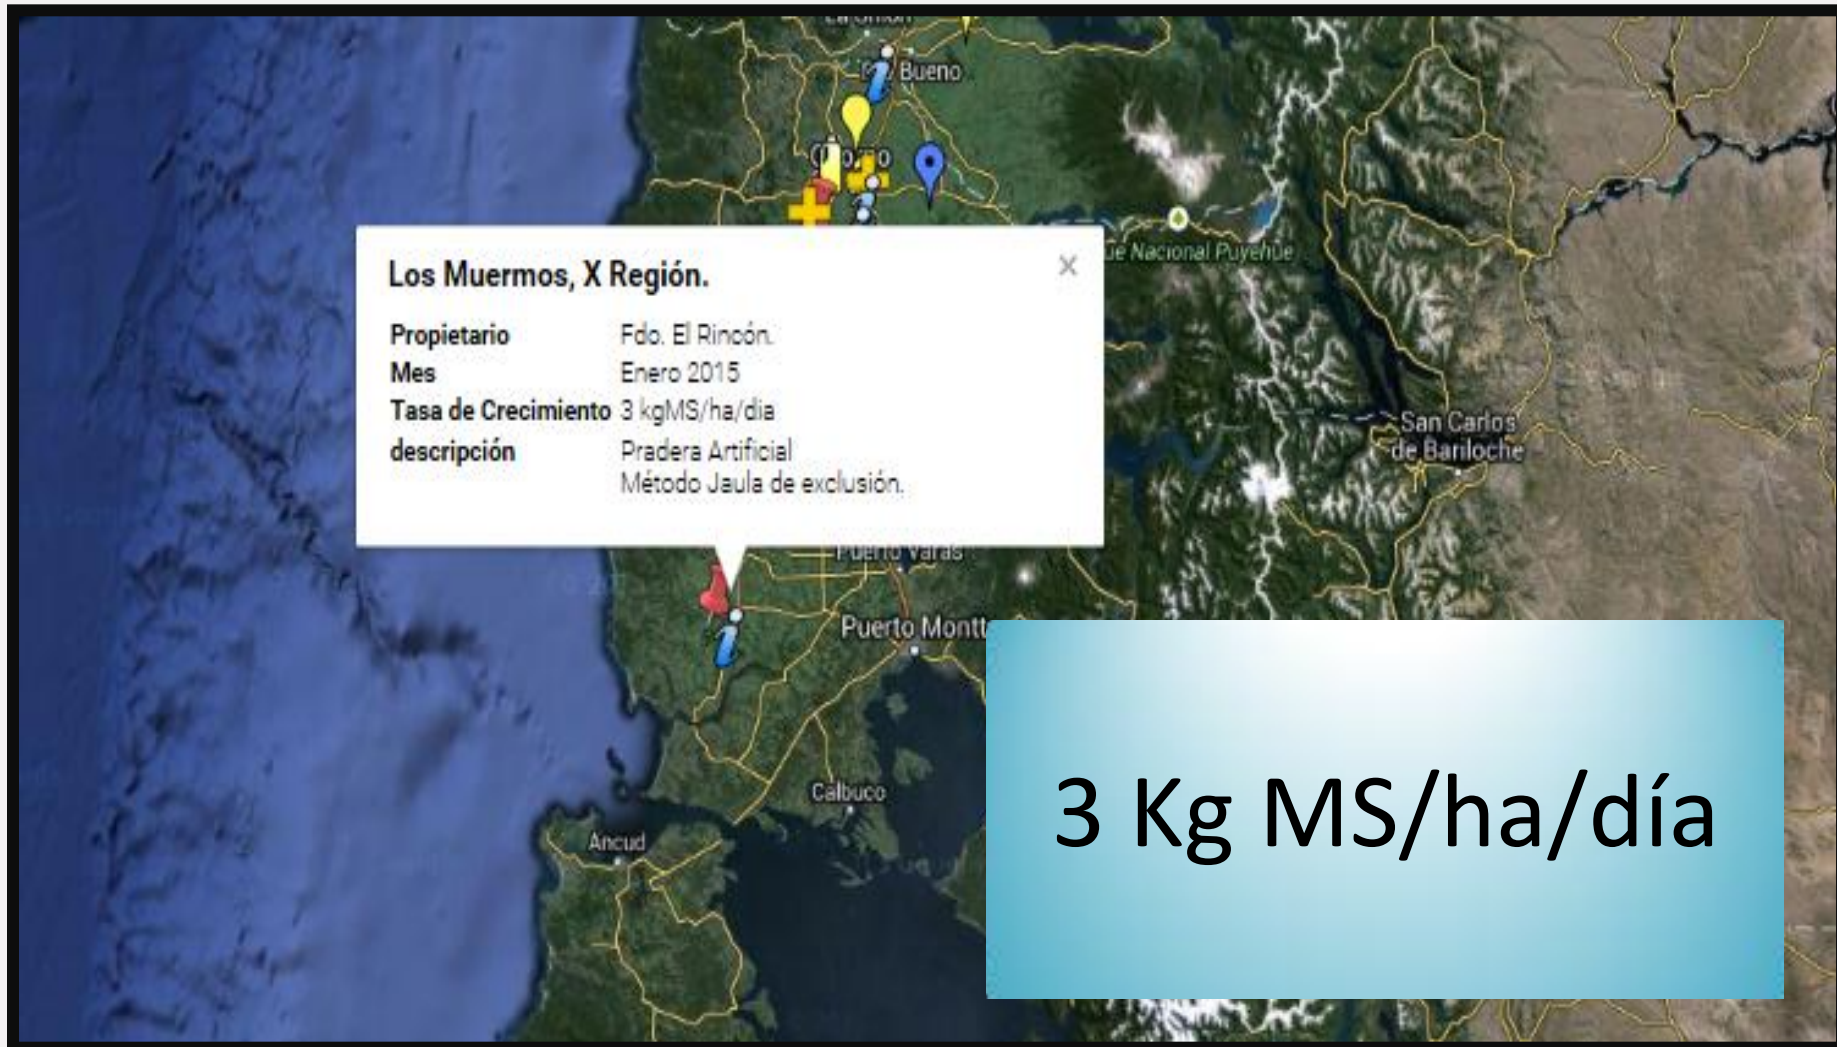 Bueno
Los Muermos, X Región.
Propietario Fdo. El Rincón.
Mes Enero 2015
Tasa de Crecimiento 3 kgMS/ha/dia
descripción Pradera Artificial
Método Jaula de exclusión.
ue Nacional Puyehue
San Carlos
de Bariloche
Puerto Varas
Puerto Montt
3 Kg MS/ha/día
Calbuco
Ancud